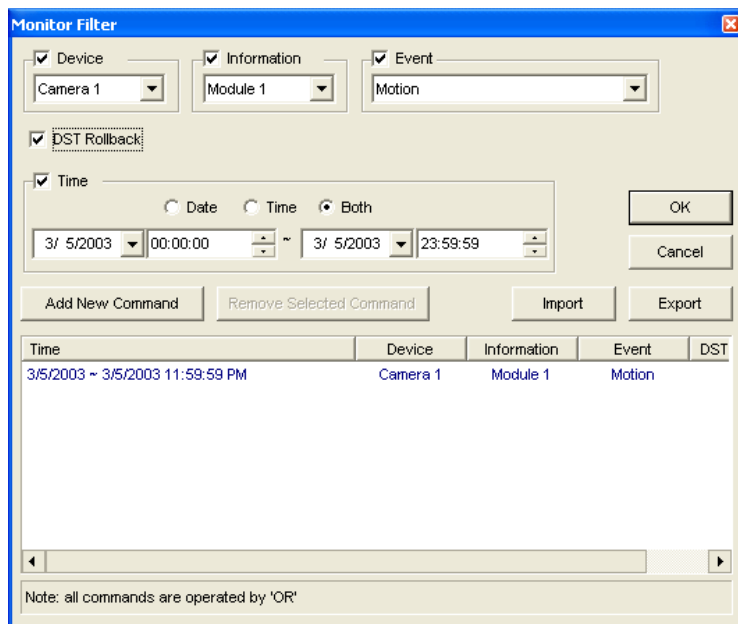 Monitor Filter
Device Information Event
Camera 1 Module 1 Motion
DST Rollback
Time
Date Time Both
3/ 5/2003 00:00:00 ~ 3/ 5/2003 23:59:59
OK
Cancel
Add New Command Remove Selected Command Import Export
Time Device Information Event DST
3/5/2003 ~ 3/5/2003 11:59:59 PM Camera 1 Module 1 Motion
Note: all commands are operated by 'OR'